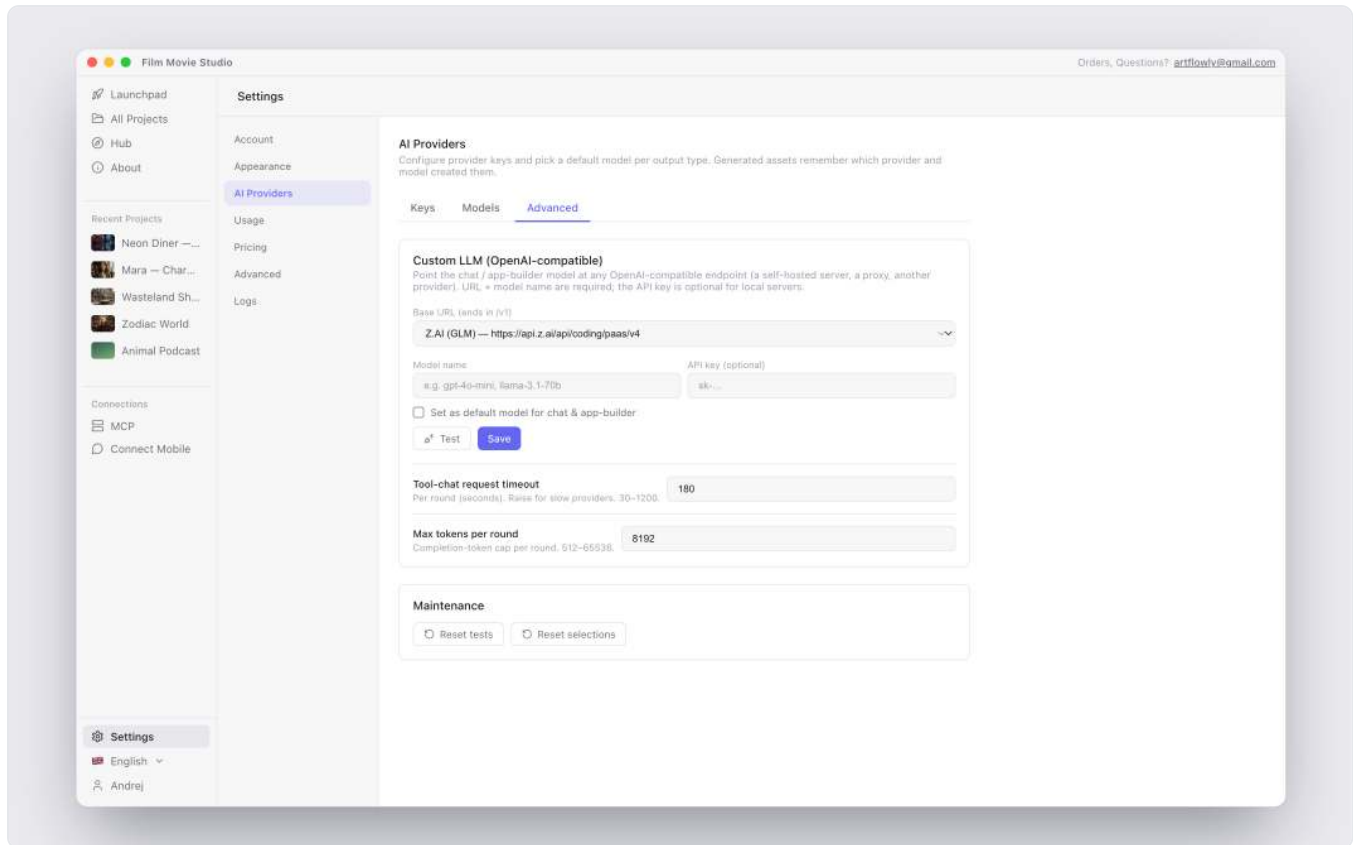 Film Movie Studio
Orders, Questions? artflowly@gmail.com
Launchpad
All Projects
Hub
About
Recent Projects
Neon Diner —...
Mara — Char...
Wasteland Sh...
Zodiac World
Animal Podcast
Connections
MCP
Connect Mobile
Settings
English
Andrej
Settings
Account
Appearance
AI Providers
Usage
Pricing
Advanced
Logs
AI Providers
Configure provider keys and pick a default model per output type. Generated assets remember which provider and
model created them.
Keys Models Advanced
Custom LLM (OpenAI-compatible)
Point the chat / app-builder model at any OpenAI-compatible endpoint (a self-hosted server, a proxy, another
provider). URL + model name are required; the API key is optional for local servers.
Base URL (ends in /v1)
Z.AI (GLM) — https://api.z.ai/api/coding/paas/v4
Model name API key (optional)
e.g. gpt-4o-mini, llama-3.1-70b sk-...
Set as default model for chat & app-builder
Test Save
Tool-chat request timeout
Per round (seconds). Raise for slow providers. 30–1200.
180
Max tokens per round
Completion-token cap per round. 512–65536.
8192
Maintenance
Reset tests Reset selections